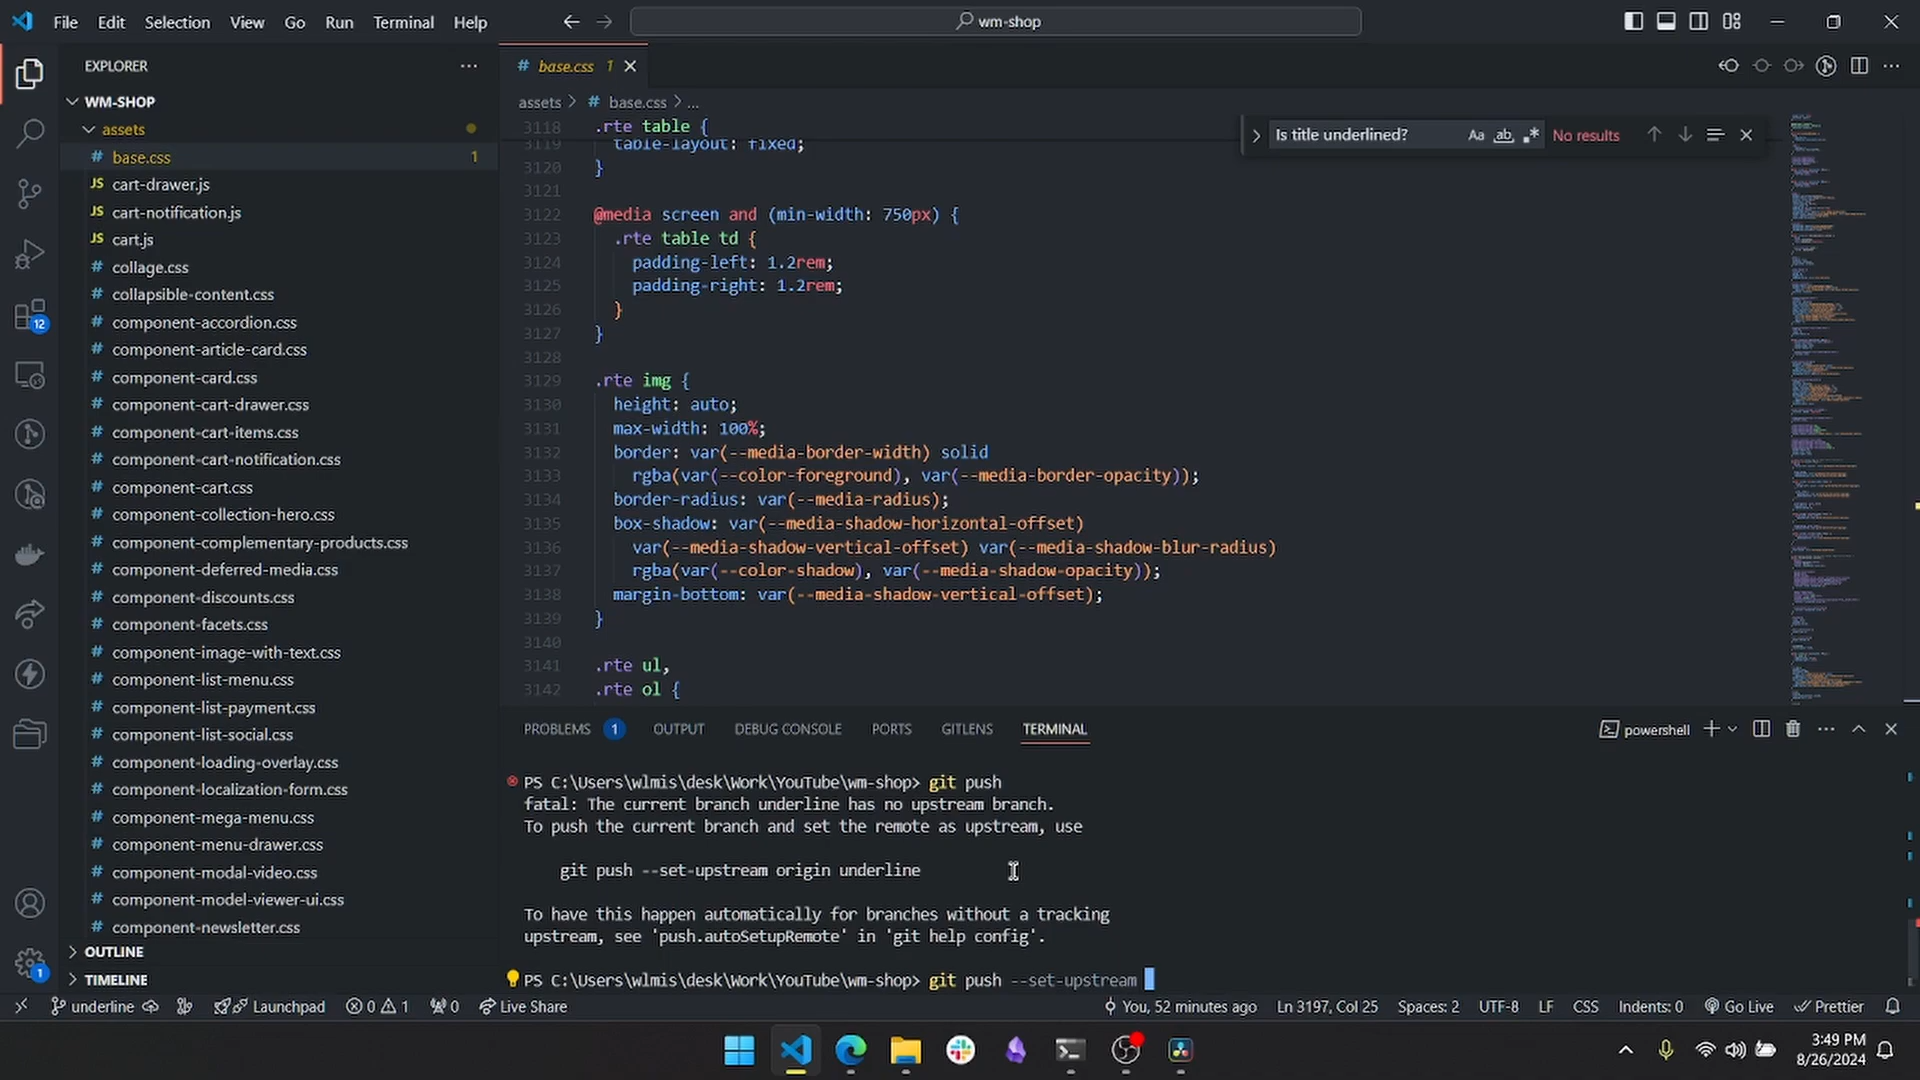 File Edit Selection View Go Run Terminal Help
wm-shop
EXPLORER
WM-SHOP
assets
# base.css 1
JS cart-drawer.js
JS cart-notification.js
JS cart.js
# collage.css
# collapsible-content.css
# component-accordion.css
# component-article-card.css
# component-card.css
# component-cart-drawer.css
# component-cart-items.css
# component-cart-notification.css
# component-cart.css
# component-collection-hero.css
# component-complementary-products.css
# component-deferred-media.css
# component-discounts.css
# component-facets.css
# component-image-with-text.css
# component-list-menu.css
# component-list-payment.css
# component-list-social.css
# component-loading-overlay.css
# component-localization-form.css
# component-mega-menu.css
# component-menu-drawer.css
# component-modal-video.css
# component-model-viewer-ui.css
# component-newsletter.css
OUTLINE
TIMELINE
12
1
# base.css 1
assets > # base.css > ...
Is title underlined? Aa ab .* No results
3118 .rte table {
3119 table-layout: fixed;
3120 }
3121
3122 @media screen and (min-width: 750px) {
3123 .rte table td {
3124 padding-left: 1.2rem;
3125 padding-right: 1.2rem;
3126 }
3127 }
3128
3129 .rte img {
3130 height: auto;
3131 max-width: 100%;
3132 border: var(--media-border-width) solid
3133 rgba(var(--color-foreground), var(--media-border-opacity));
3134 border-radius: var(--media-radius);
3135 box-shadow: var(--media-shadow-horizontal-offset)
3136 var(--media-shadow-vertical-offset) var(--media-shadow-blur-radius)
3137 rgba(var(--color-shadow), var(--media-shadow-opacity));
3138 margin-bottom: var(--media-shadow-vertical-offset);
3139 }
3140
3141 .rte ul,
3142 .rte ol {
PROBLEMS 1 OUTPUT DEBUG CONSOLE PORTS GITLENS TERMINAL
powershell
PS C:\Users\wlmis\desk\Work\YouTube\wm-shop> git push
fatal: The current branch underline has no upstream branch.
To push the current branch and set the remote as upstream, use
git push --set-upstream origin underline
To have this happen automatically for branches without a tracking
upstream, see 'push.autoSetupRemote' in 'git help config'.
PS C:\Users\wlmis\desk\Work\YouTube\wm-shop> git push --set-upstream
underline Launchpad 0 1 0 Live Share You, 52 minutes ago Ln 3197, Col 25 Spaces: 2 UTF-8 LF CSS Indents: 0 Go Live Prettier
3:49 PM
8/26/2024